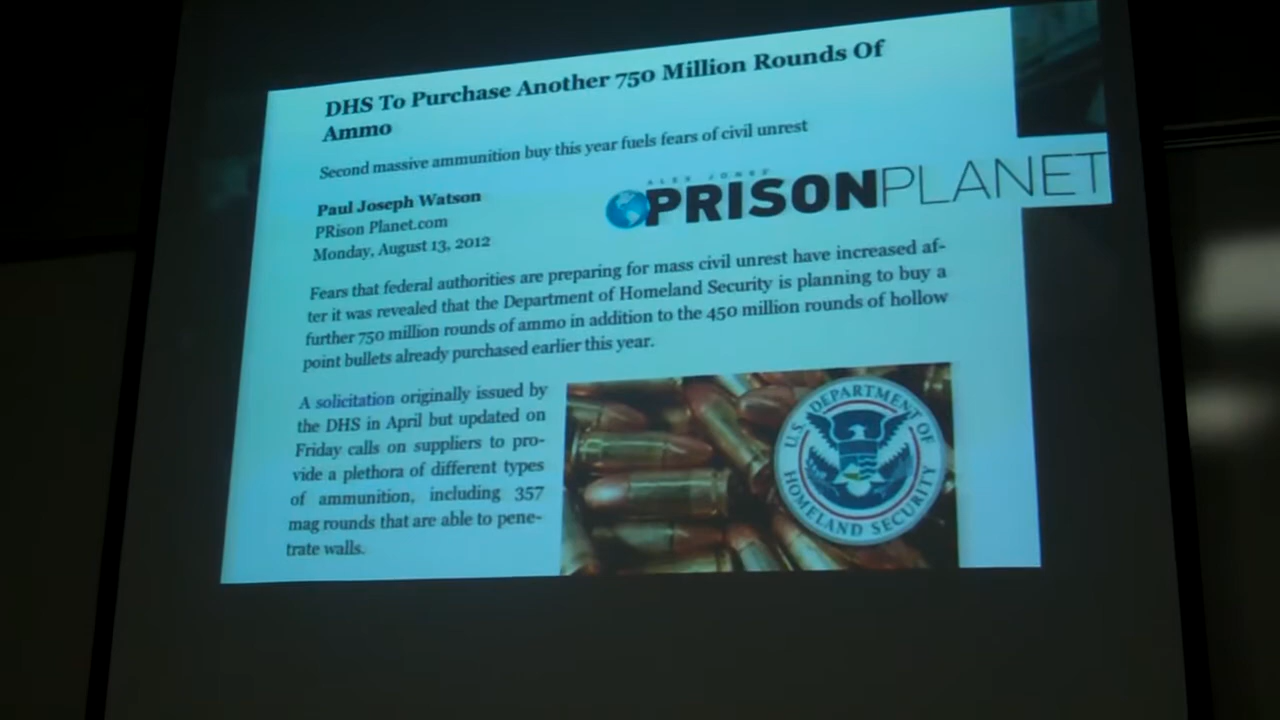 DHS To Purchase Another 750 Million Rounds Of
Ammo
Second massive ammunition buy this year fuels fears of civil unrest
Paul Joseph Watson
PRison Planet.com
Monday, August 13, 2012
ALEX JONES'
PRISONPLANET
Fears that federal authorities are preparing for mass civil unrest have increased af-
ter it was revealed that the Department of Homeland Security is planning to buy a
further 750 million rounds of ammo in addition to the 450 million rounds of hollow
point bullets already purchased earlier this year.
A solicitation originally issued by
the DHS in April but updated on
Friday calls on suppliers to pro-
vide a plethora of different types
of ammunition, including 357
mag rounds that are able to pene-
trate walls.
U.S. DEPARTMENT OF
HOMELAND SECURITY